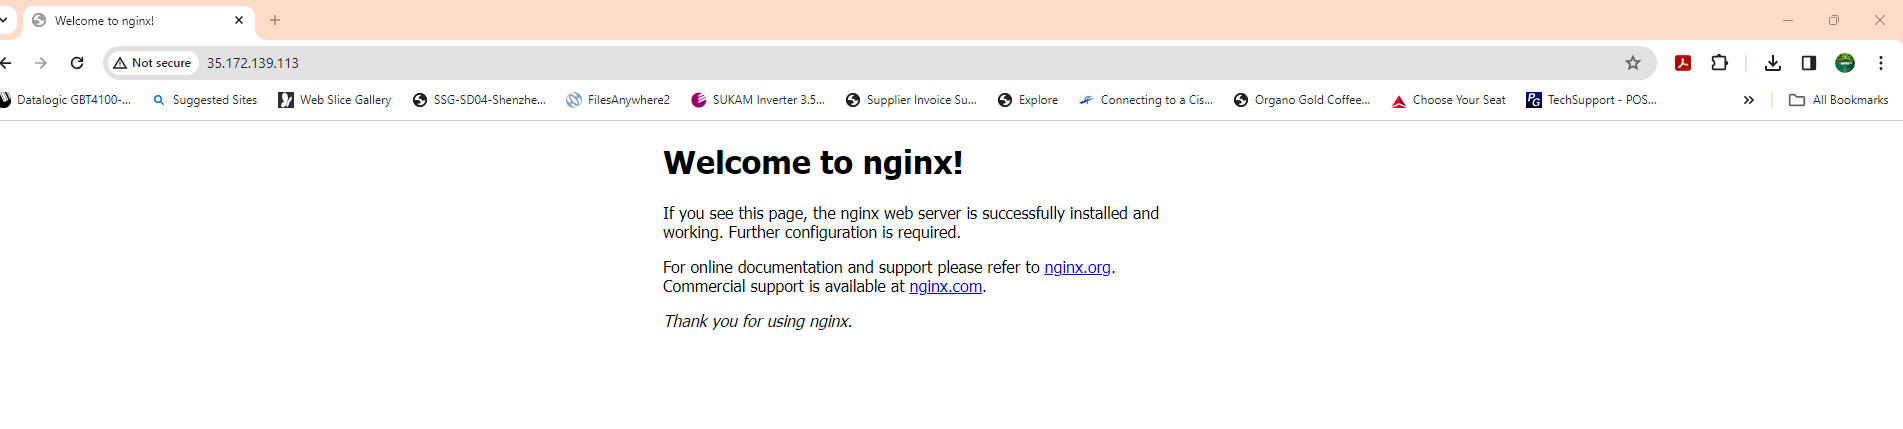 Welcome to nginx!
Not secure 35.172.139.113
Datalogic GBT4100-... Suggested Sites Web Slice Gallery SSG-SD04-Shenzhe... FilesAnywhere2 SUKAM Inverter 3.5... Supplier Invoice Su... Explore Connecting to a Cis... Organo Gold Coffee... Choose Your Seat PG TechSupport - POS... All Bookmarks
Welcome to nginx!
If you see this page, the nginx web server is successfully installed and
working. Further configuration is required.
For online documentation and support please refer to nginx.org.
Commercial support is available at nginx.com.
Thank you for using nginx.